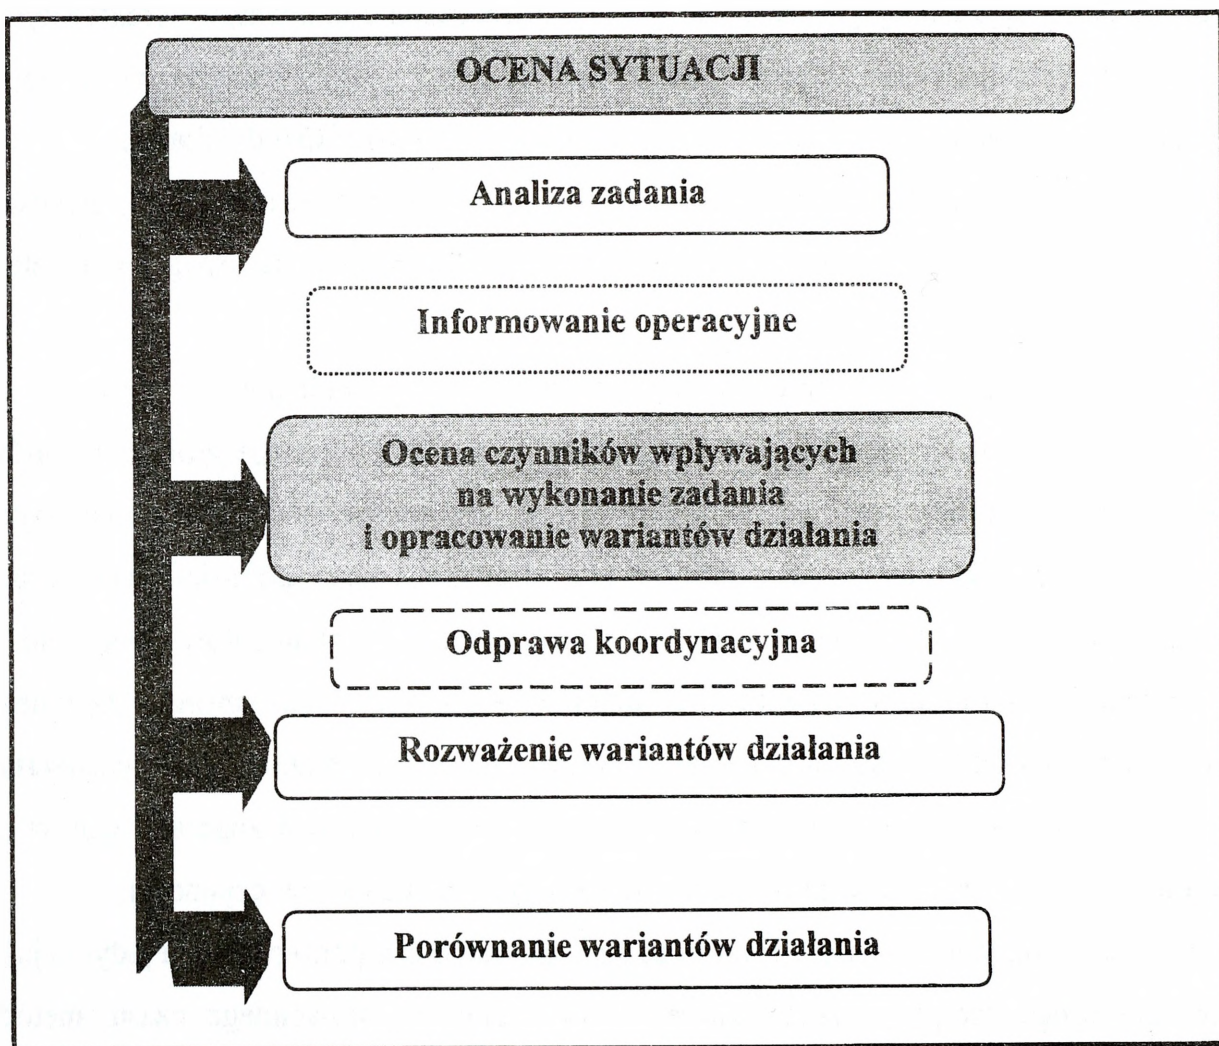 OCENA SYTUACJI
Analiza zadania
Informowanie operacyjne
Ocena czynników wpływających
na wykonanie zadania
i opracowanie wariantów działania
Odprawa koordynacyjna
Rozważenie wariantów działania
Porównanie wariantów działania